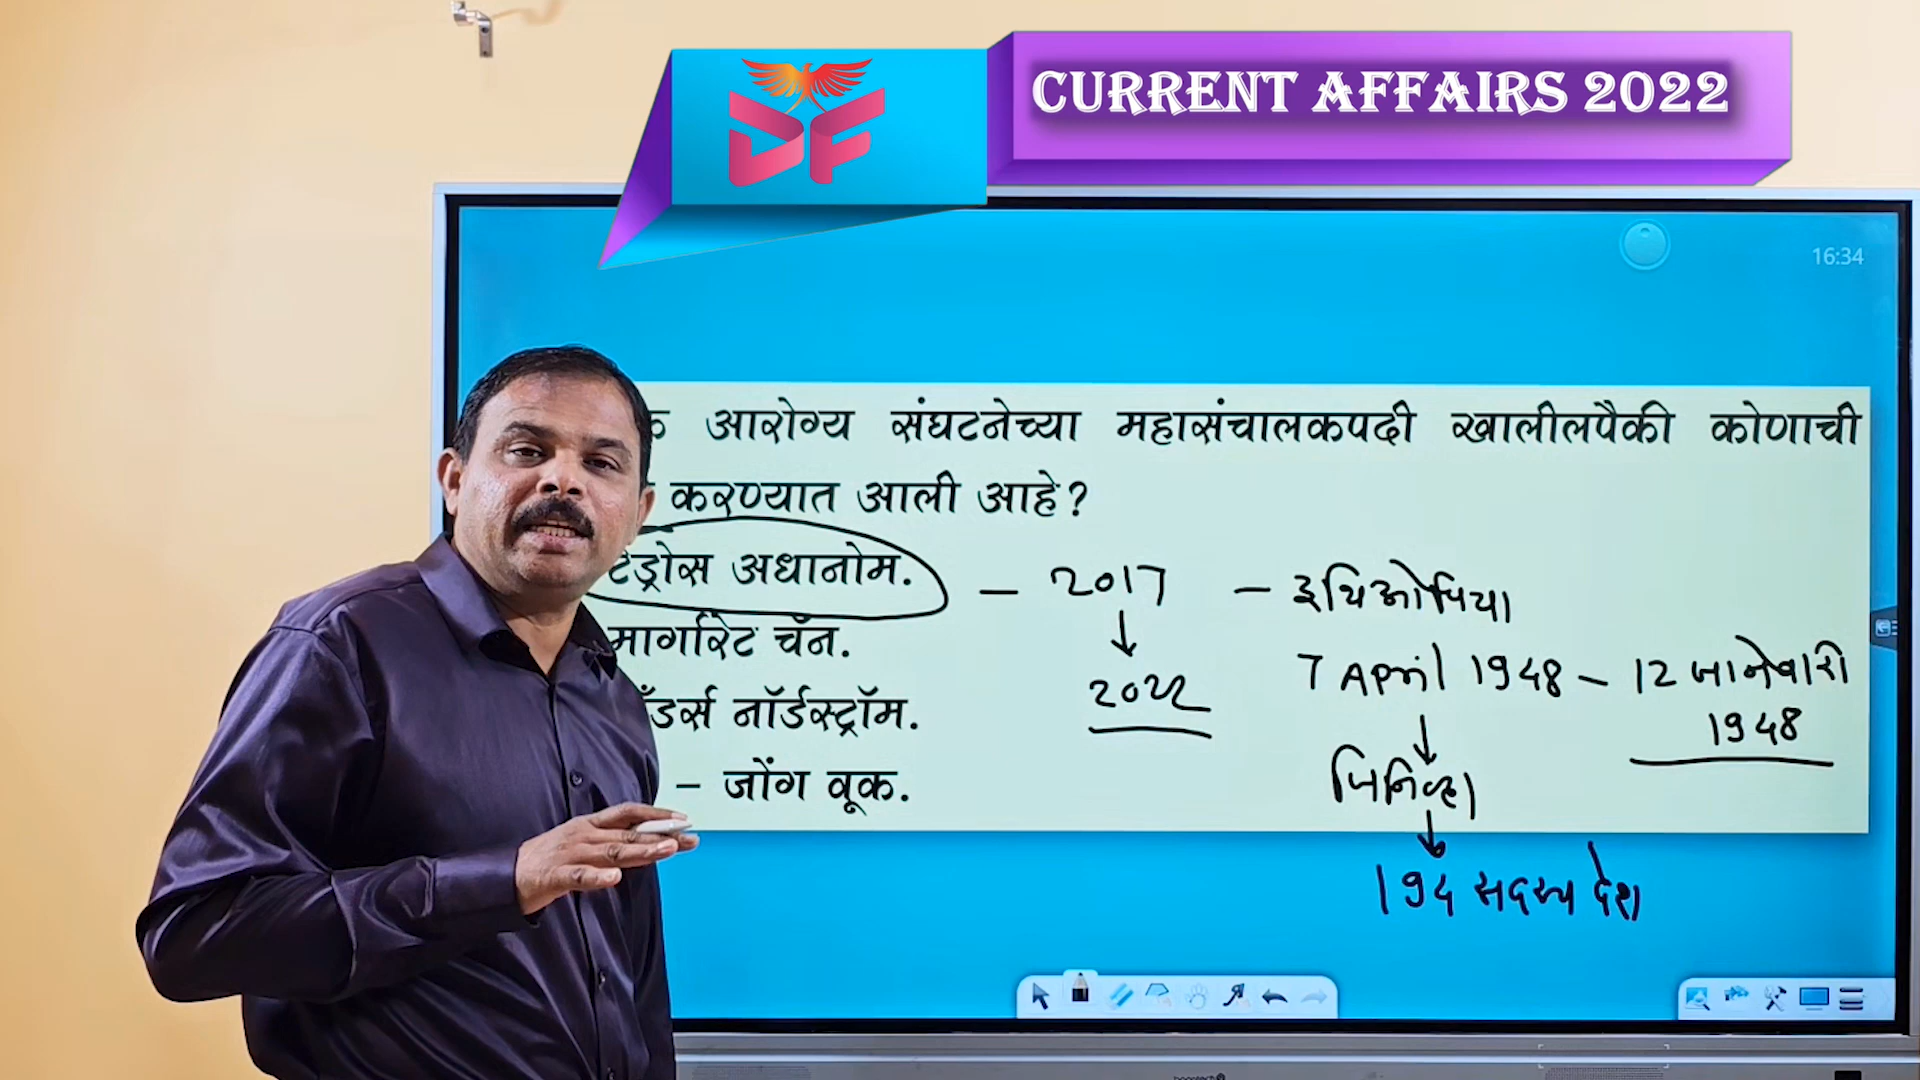 DF
CURRENT AFFAIRS 2022
16:34
आरोग्य संघटनेच्या महासंचालकपदी खालीलपैकी कोणाची
करण्यात आली आहे?
टेड्रोस अधानोम. – 2017 – इथिओपिया
2022
मार्गारेट चॅन.
7 April 1948 – 12 जानेवारी
1948
नॉर्डस्ट्रॉम.
जिनिव्हा
– जोंग वूक.
194 सदस्य देश